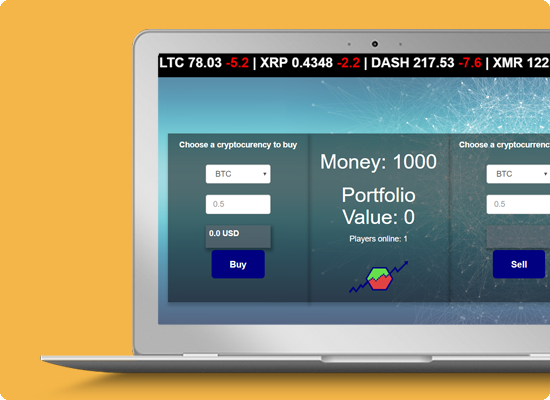 LTC 78.03 -5.2 | XRP 0.4348 -2.2 | DASH 217.53 -7.6 | XMR 122
Choose a cryptocurency to buy
BTC
0.5
0.0 USD
Buy
Money: 1000
Portfolio
Value: 0
Players online: 1
Choose a cryptocurrenc
BTC
0.5
Sell